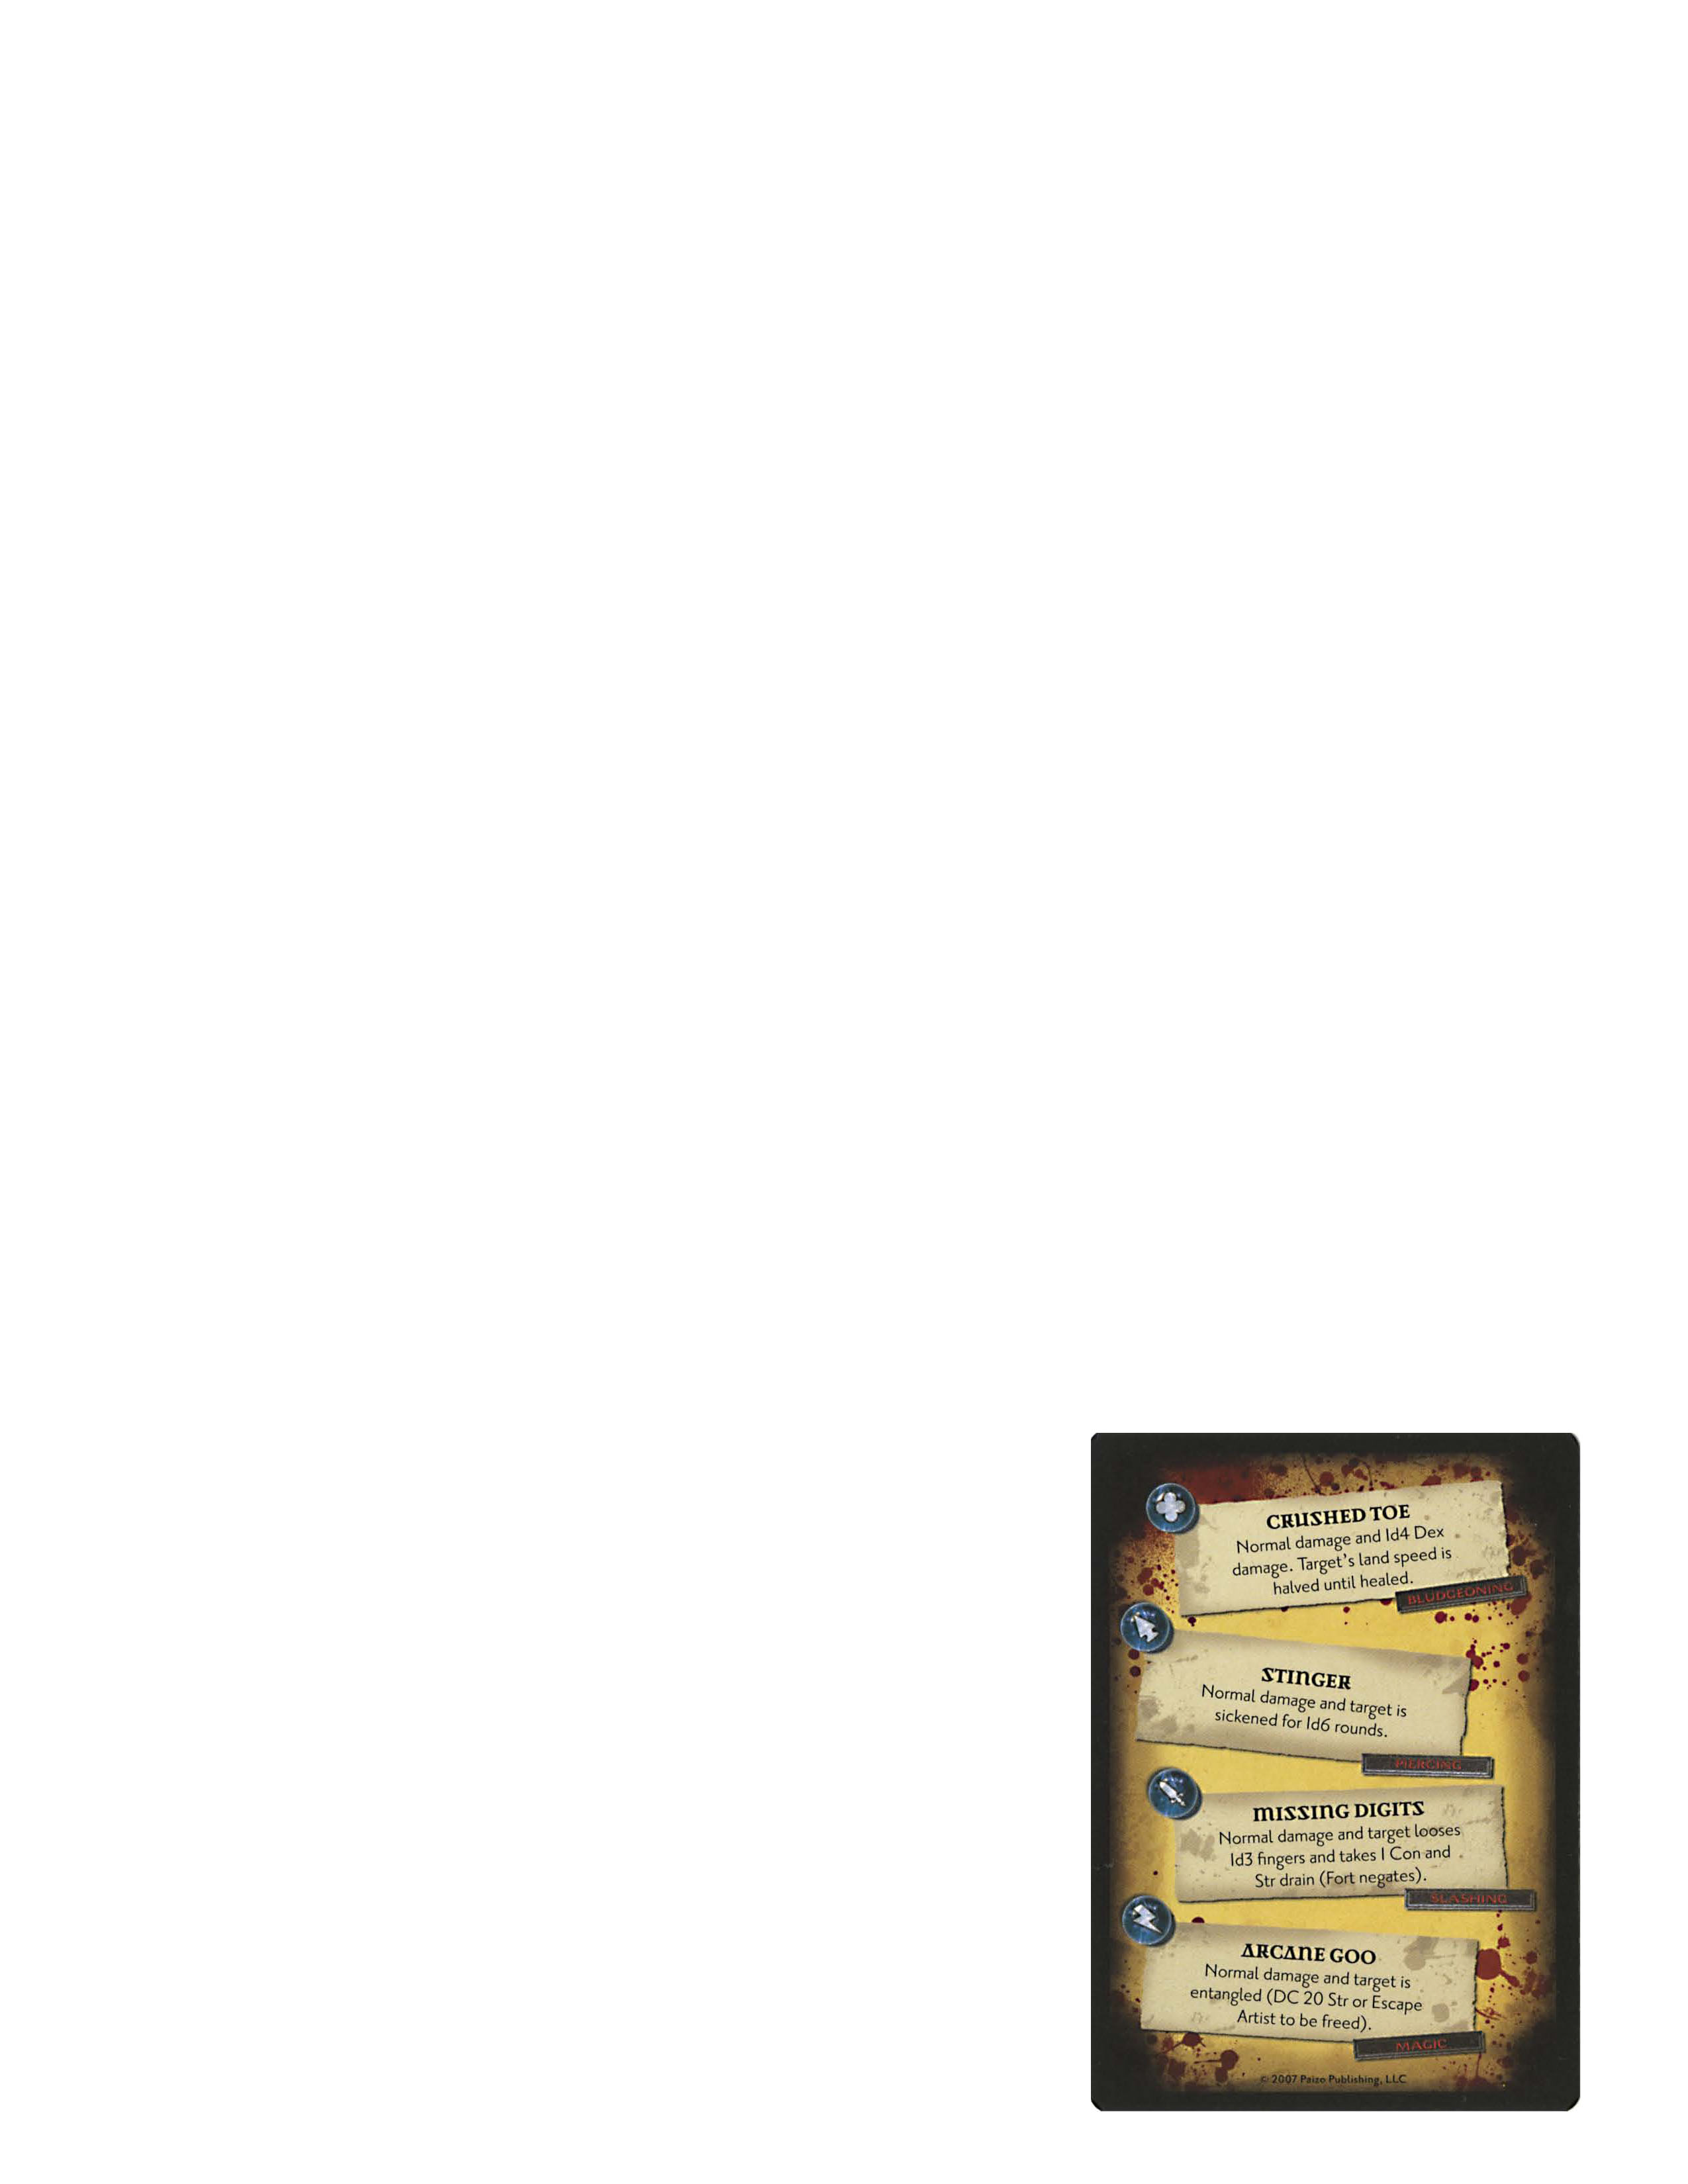 CRUSHED TOE
Normal damage and 1d4 Dex
damage. Target's land speed is
halved until healed.
BLUDGEONING
STINGER
Normal damage and target is
sickened for 1d6 rounds.
PIERCING
MISSING DIGITS
Normal damage and target looses
1d3 fingers and takes 1 Con and
Str drain (Fort negates).
SLASHING
ARCANE GOO
Normal damage and target is
entangled (DC 20 Str or Escape
Artist to be freed).
MAGIC
© 2007 Paizo Publishing, LLC